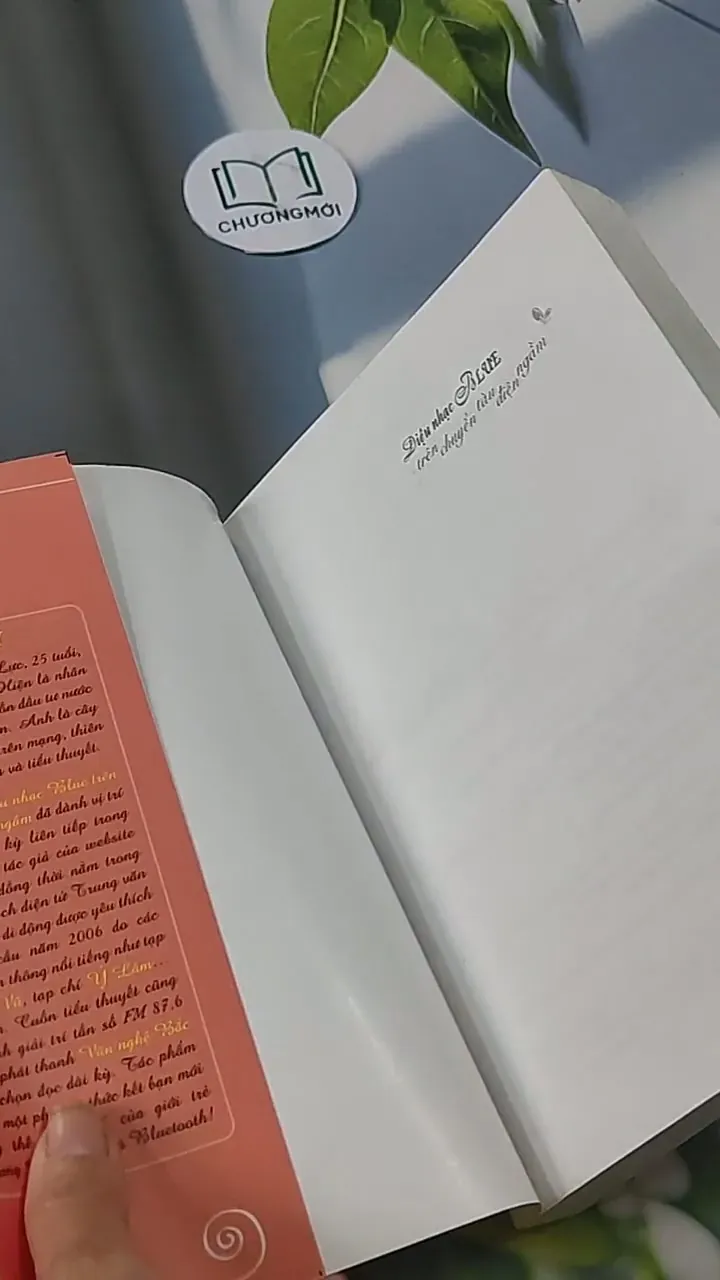 CHƯƠNGMỚI
Điệu nhạc BLUE
trên chuyến tàu điện ngầm
Lực, 25 tuổi,
Hiện là nhân
đầu tư nước
n. Anh là cây
trên mạng, thiên
và tiểu thuyết.
nhạc Blue trên
ngầm đã dành vị trí
kỳ liên tiếp trong
tác giả của website
đồng thời nằm trong
ch điện tử Trung văn
di động được yêu thích
cầu năm 2006 do các
n thông nổi tiếng như tạp
Vũ, tạp chí Ý Lâm...
n. Cuốn tiểu thuyết cũng
h giải trí tần số FM 87,6
phát thanh Văn nghệ Bắc
chọn đọc dài kỳ. Tác phẩm
một ph thức kết bạn mới
của giới trẻ
Bluetooth!